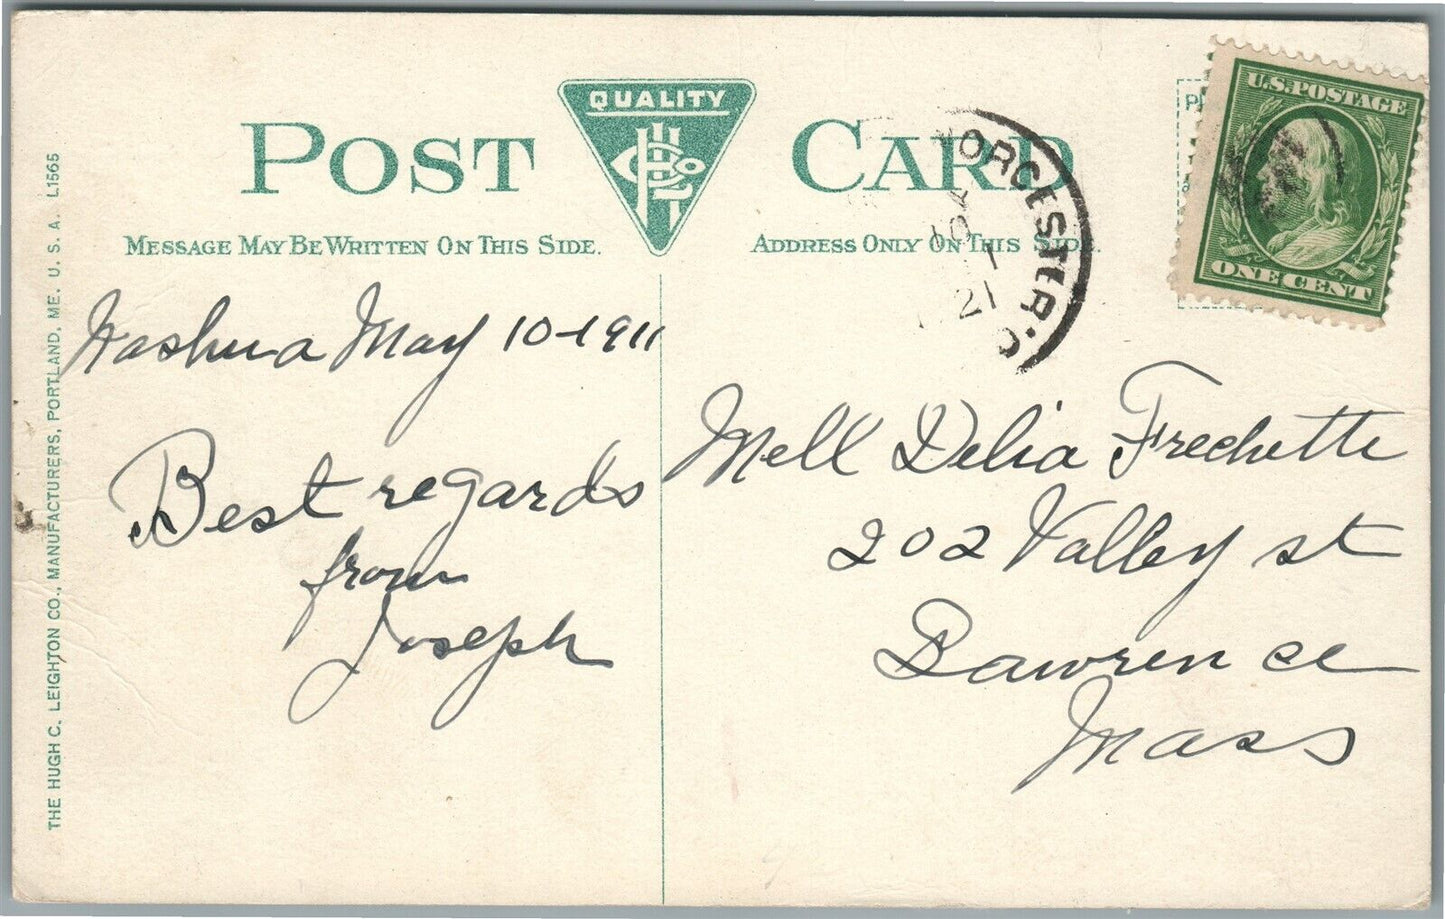 POST CARD
QUALITY
MESSAGE MAY BE WRITTEN ON THIS SIDE.
ADDRESS ONLY ON THIS SIDE.
THE HUGH C. LEIGHTON CO., MANUFACTURERS, PORTLAND, ME. U. S. A. L1565
U.S. POSTAGE
ONE CENT
WORCESTER
21
Nashua May 10-1911
Best regards
from
Joseph
Mell Delia Frechette
202 Valley st
Lawrence
Mass